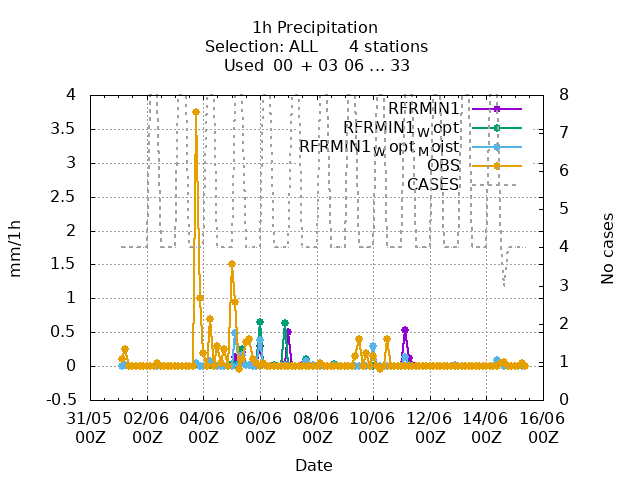 1h Precipitation
Selection: ALL 4 stations
Used 00 + 03 06 ... 33
4
3.5
3
2.5
2
1.5
1
0.5
0
-0.5
mm/1h
8
7
6
5
4
3
2
1
0
No cases
RFRMIN1
RFRMIN1_W opt
RFRMIN1_W opt_M oist
OBS
CASES
31/05 02/06 04/06 06/06 08/06 10/06 12/06 14/06 16/06
00Z 00Z 00Z 00Z 00Z 00Z 00Z 00Z 00Z
Date